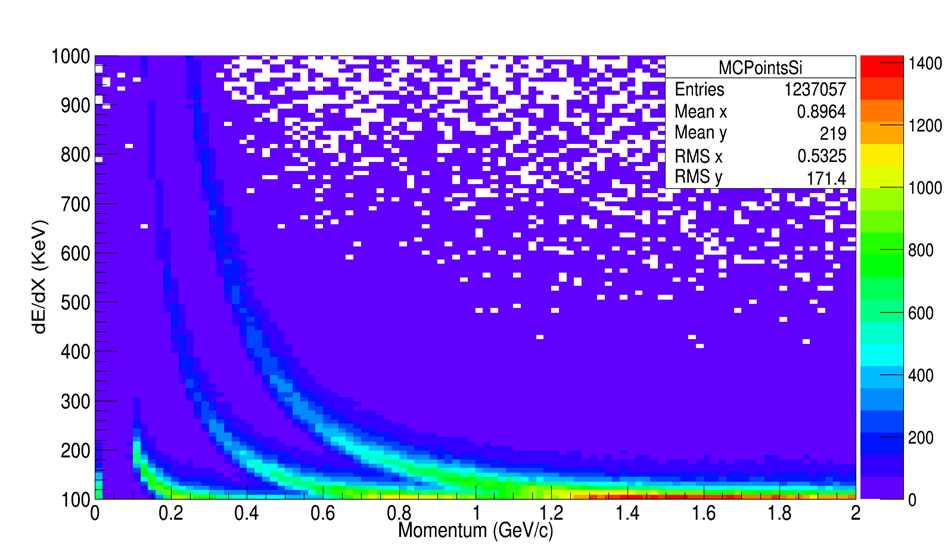 MCPointsSi
Entries 1237057
Mean x 0.8964
Mean y 219
RMS x 0.5325
RMS y 171.4
dE/dX (KeV)
1000
900
800
700
600
500
400
300
200
100
0 0.2 0.4 0.6 0.8 1 1.2 1.4 1.6 1.8 2
Momentum (GeV/c)
1400
1200
1000
800
600
400
200
0